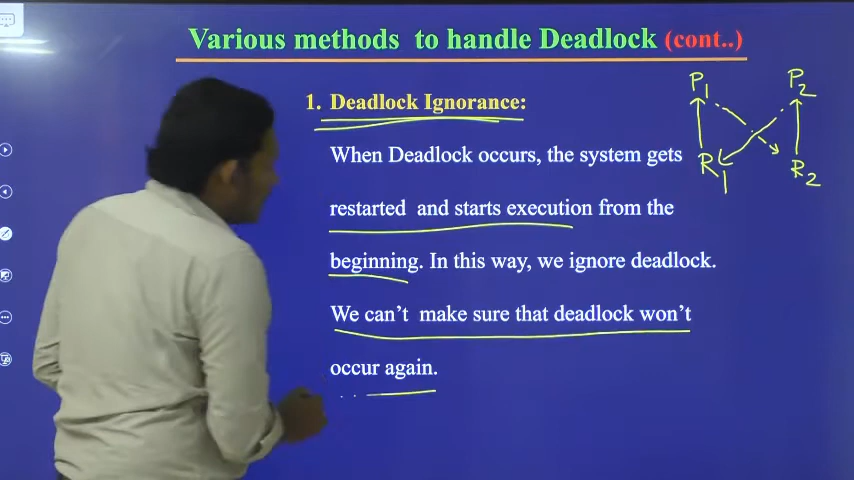 Various methods to handle Deadlock (cont..)
1. Deadlock Ignorance:
When Deadlock occurs, the system gets
restarted and starts execution from the
beginning. In this way, we ignore deadlock.
We can't make sure that deadlock won't
occur again.
P1 P2
R1 R2